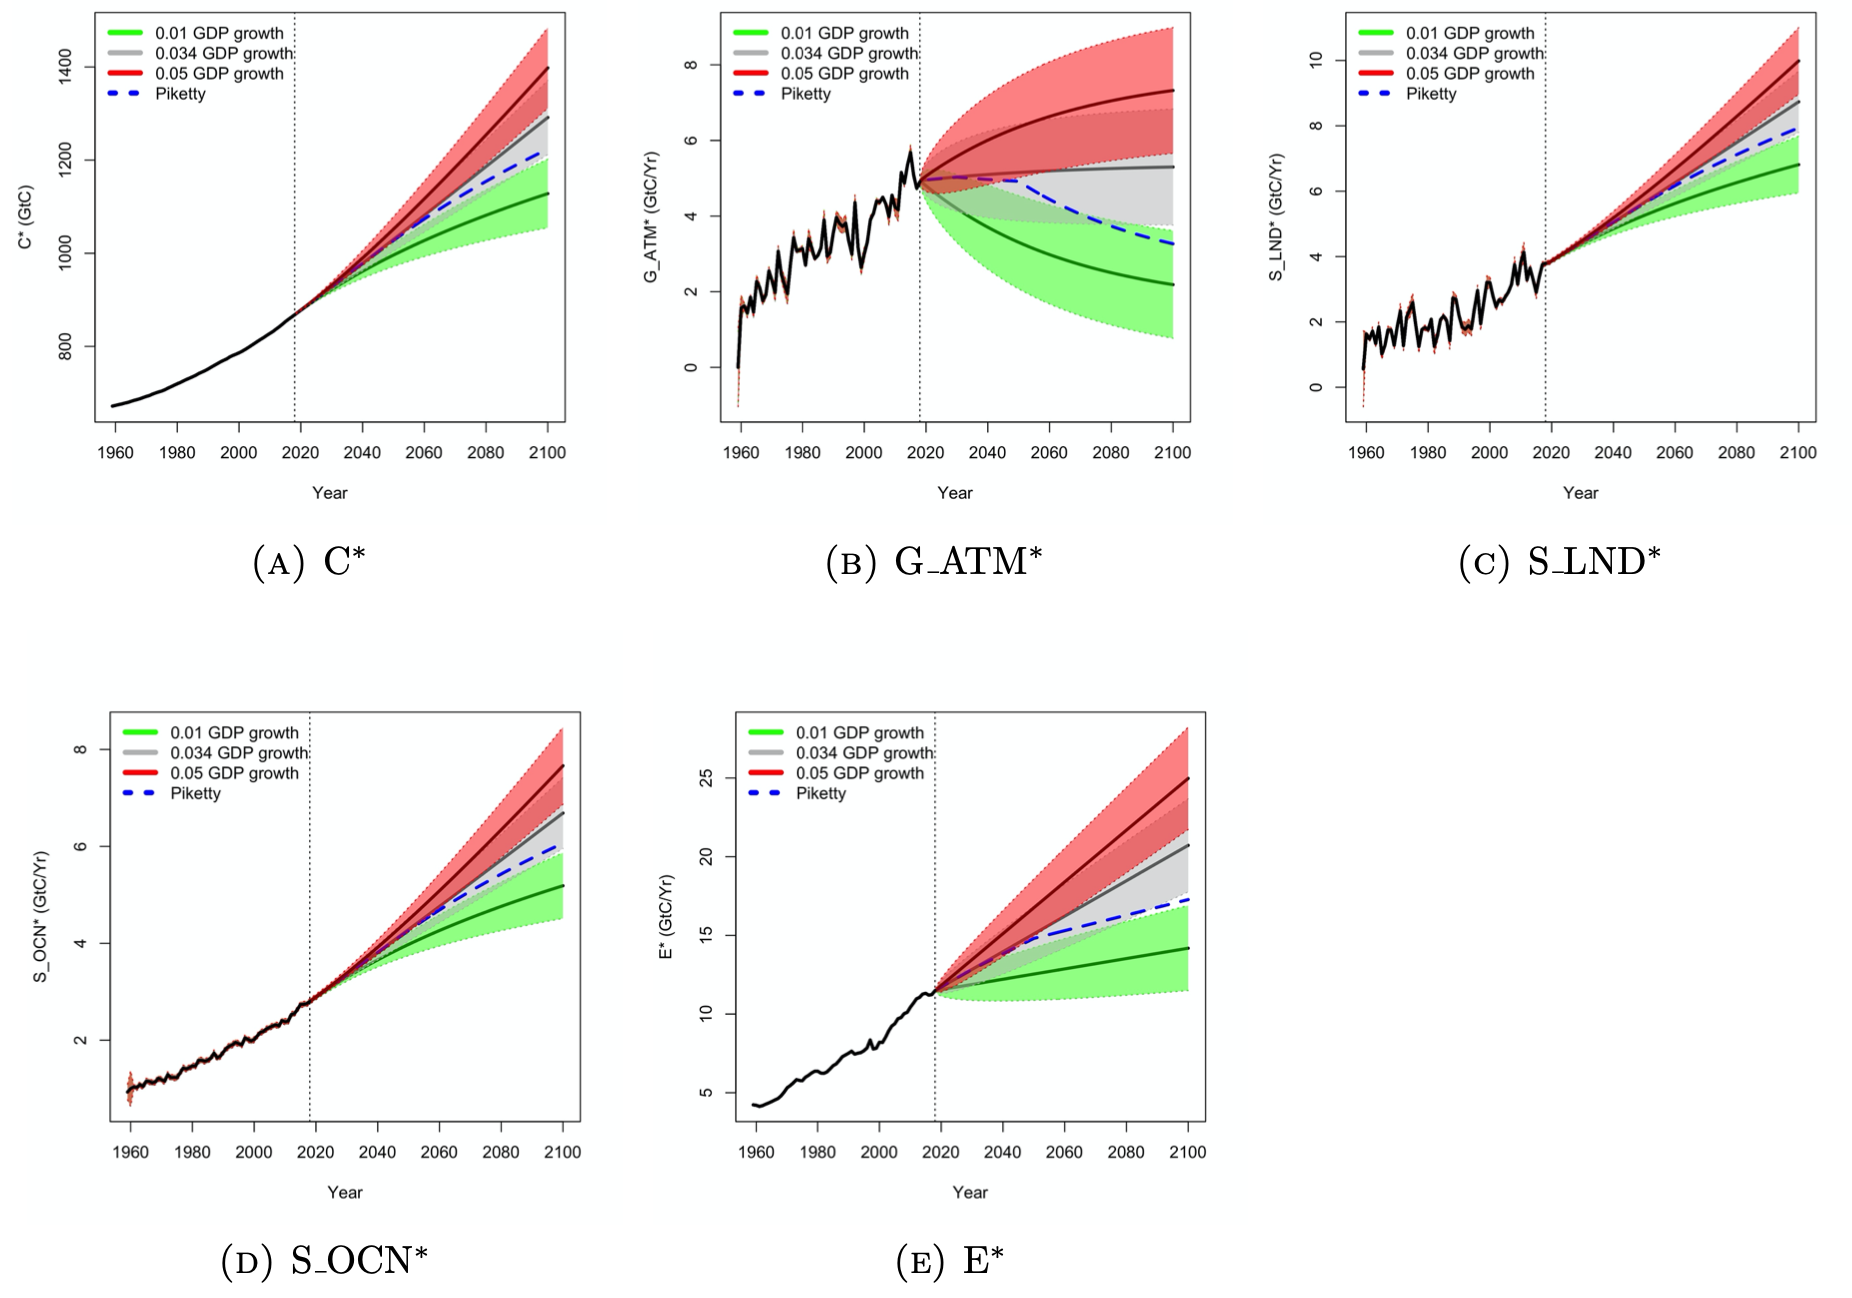 0.01 GDP growth
0.034 GDP growth
0.05 GDP growth
Piketty
C* (GtC)
1400
1200
1000
800
1960 1980 2000 2020 2040 2060 2080 2100
Year
(A) C*
0.01 GDP growth
0.034 GDP growth
0.05 GDP growth
Piketty
G_ATM* (GtC/Yr)
8
6
4
2
0
1960 1980 2000 2020 2040 2060 2080 2100
Year
(B) G_ATM*
0.01 GDP growth
0.034 GDP growth
0.05 GDP growth
Piketty
S_LND* (GtC/Yr)
10
8
6
4
2
0
1960 1980 2000 2020 2040 2060 2080 2100
Year
(C) S_LND*
0.01 GDP growth
0.034 GDP growth
0.05 GDP growth
Piketty
S_OCN* (GtC/Yr)
8
6
4
2
1960 1980 2000 2020 2040 2060 2080 2100
Year
(D) S_OCN*
0.01 GDP growth
0.034 GDP growth
0.05 GDP growth
Piketty
E* (GtC/Yr)
25
20
15
10
5
1960 1980 2000 2020 2040 2060 2080 2100
Year
(E) E*